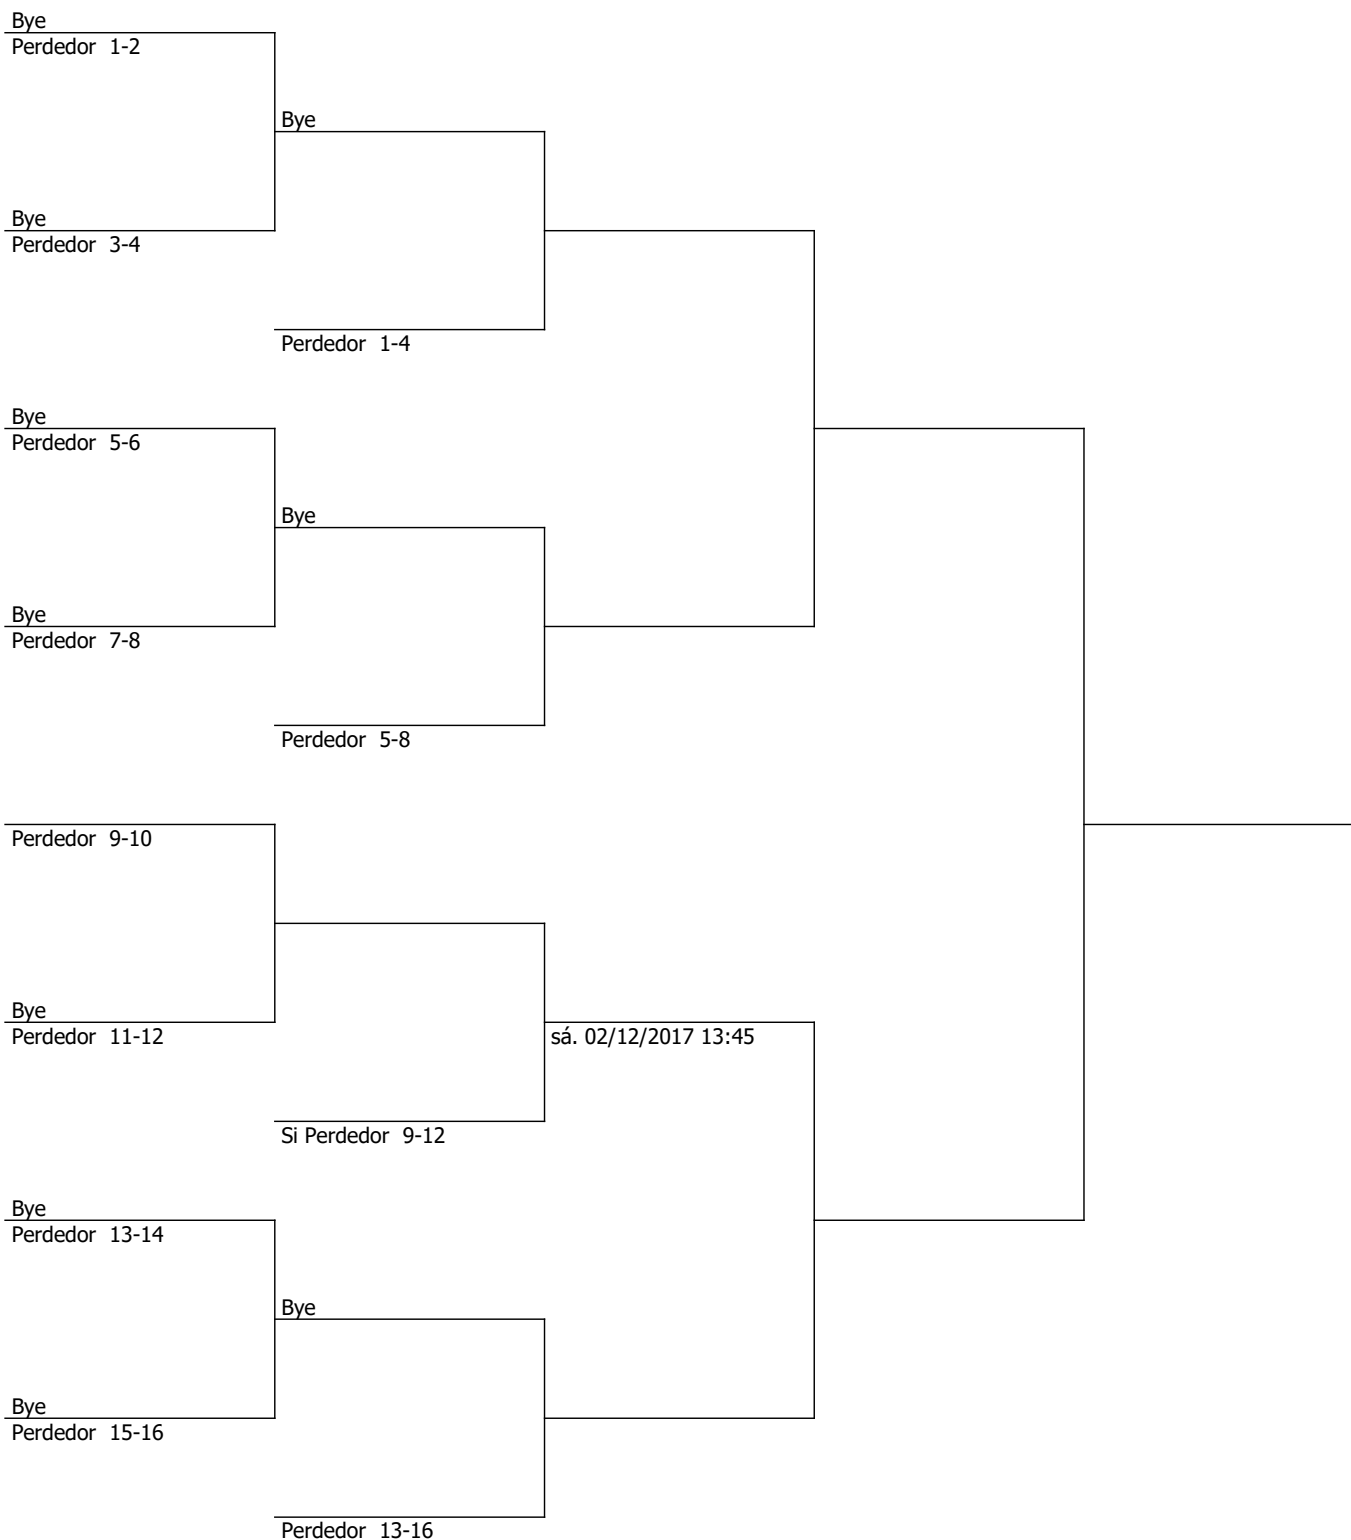 Bye
Perdedor 1-2
Bye
Bye
Perdedor 3-4
Perdedor 1-4
Bye
Perdedor 5-6
Bye
Bye
Perdedor 7-8
Perdedor 5-8
Perdedor 9-10
Bye
Perdedor 11-12
sá. 02/12/2017 13:45
Si Perdedor 9-12
Bye
Perdedor 13-14
Bye
Bye
Perdedor 15-16
Perdedor 13-16